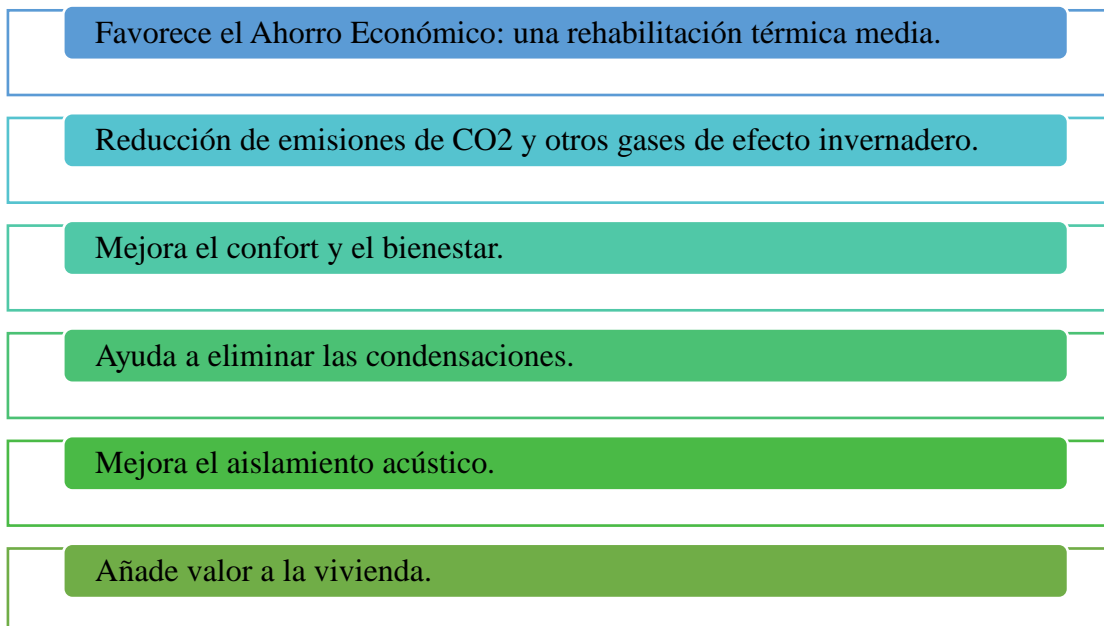 Favorece el Ahorro Económico: una rehabilitación térmica media.
Reducción de emisiones de CO2 y otros gases de efecto invernadero.
Mejora el confort y el bienestar.
Ayuda a eliminar las condensaciones.
Mejora el aislamiento acústico.
Añade valor a la vivienda.